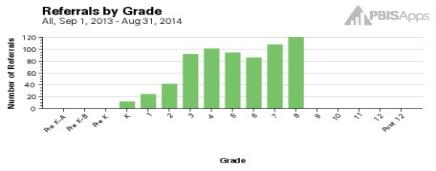 Referrals by Grade
All, Sep 1, 2013 - Aug 31, 2014
PBISApps
Number of Referrals
120
100
80
60
40
20
0
Pre K-A
Pre K-B
Pre K
K
1
2
3
4
5
6
7
8
9
10
11
12
Post 12
Grade